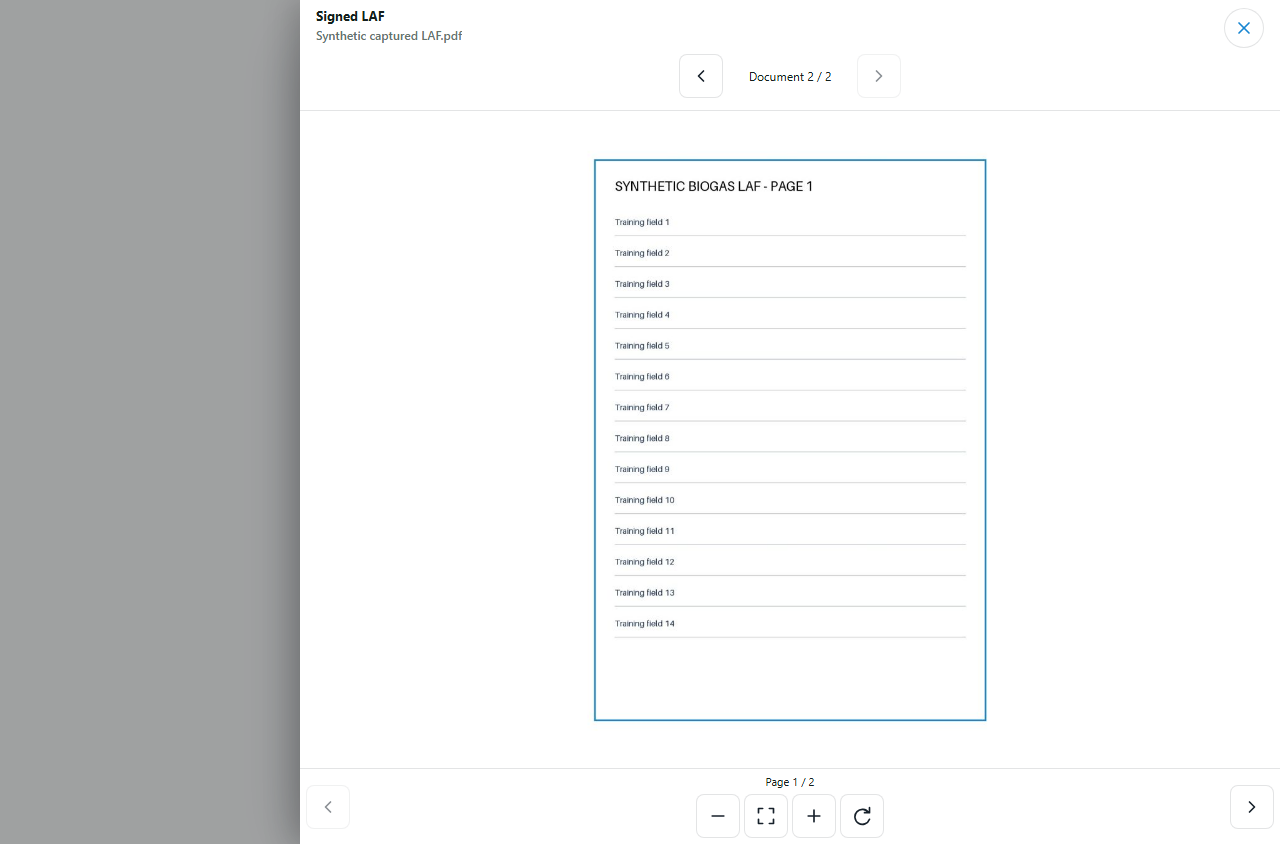 Signed LAF
Synthetic captured LAF.pdf
Document 2 / 2
SYNTHETIC BIOGAS LAF - PAGE 1
Training field 1
Training field 2
Training field 3
Training field 4
Training field 5
Training field 6
Training field 7
Training field 8
Training field 9
Training field 10
Training field 11
Training field 12
Training field 13
Training field 14
Page 1 / 2